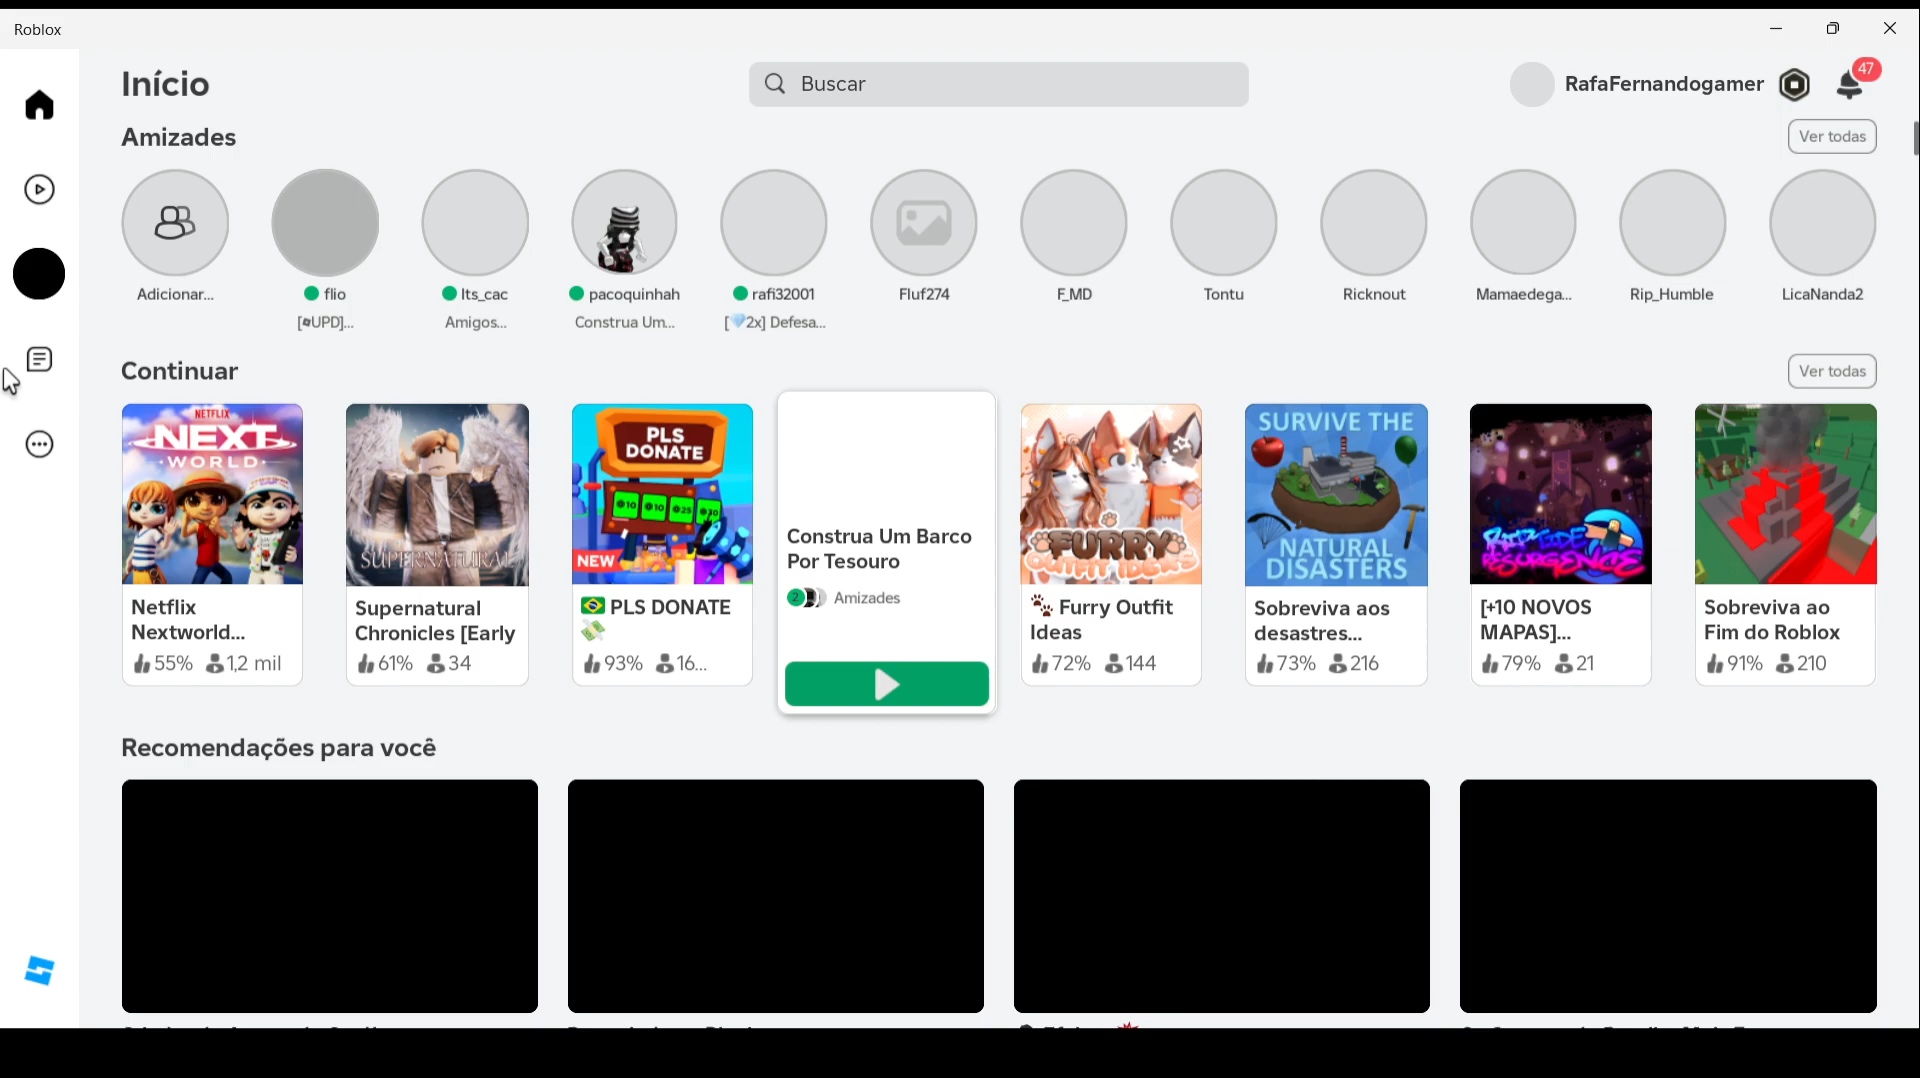 Roblox
Início
Buscar
RafaFernandogamer
47
Amizades
Ver todas
Adicionar...
flio
Its_cac
pacoquinhah
rafi32001
Fluf274
F_MD
Tontu
Ricknout
Mamaedega...
Rip_Humble
LicaNanda2
UPD]...
Amigos...
Construa Um...
[💎2x] Defesa...
Continuar
Ver todas
NETFLIX
NEXT
WORLD
SUPERNATURAL
PLS
DONATE
NEW
FURRY
OUTFIT IDEAS
SURVIVE THE
NATURAL
DISASTERS
RIPTIDE
RESURGENCE
Netflix
Nextworld...
55% 1,2 mil
Supernatural
Chronicles [Early
61% 34
🇧🇷 PLS DONATE
💸
93% 16...
Construa Um Barco
Por Tesouro
2 Amizades
🐾 Furry Outfit
Ideas
72% 144
Sobreviva aos
desastres...
73% 216
[+10 NOVOS
MAPAS]...
79% 21
Sobreviva ao
Fim do Roblox
91% 210
Recomendações para você